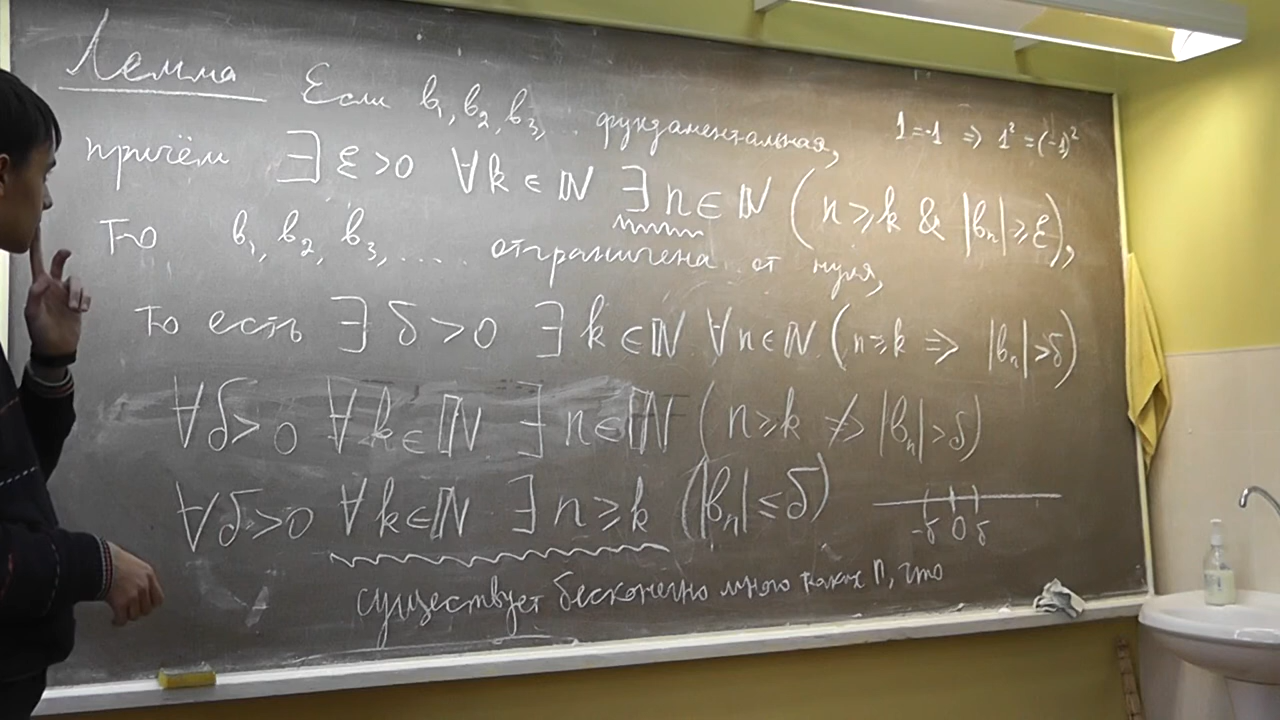 Лемма Если b₁, b₂, b₃, ... фундаментальная,
1=-1 ⇒ 1²=(-1)²
причём ∃ ε>0 ∀k∈ℕ ∃n∈ℕ (n⩾k & |bₙ|⩾ε),
то b₁, b₂, b₃, .... отграничена от нуля,
то есть ∃ δ>0 ∃ k∈ℕ ∀n∈ℕ (n⩾k ⇒ |bₙ|>δ)
∀δ>0 ∀k∈ℕ ∃n∈ℕ (n⩾k ⇏ |bₙ|>δ)
∀δ>0 ∀k∈ℕ ∃n⩾k (|bₙ|≤δ)
-δ 0 δ
существует бесконечно много таких n, что